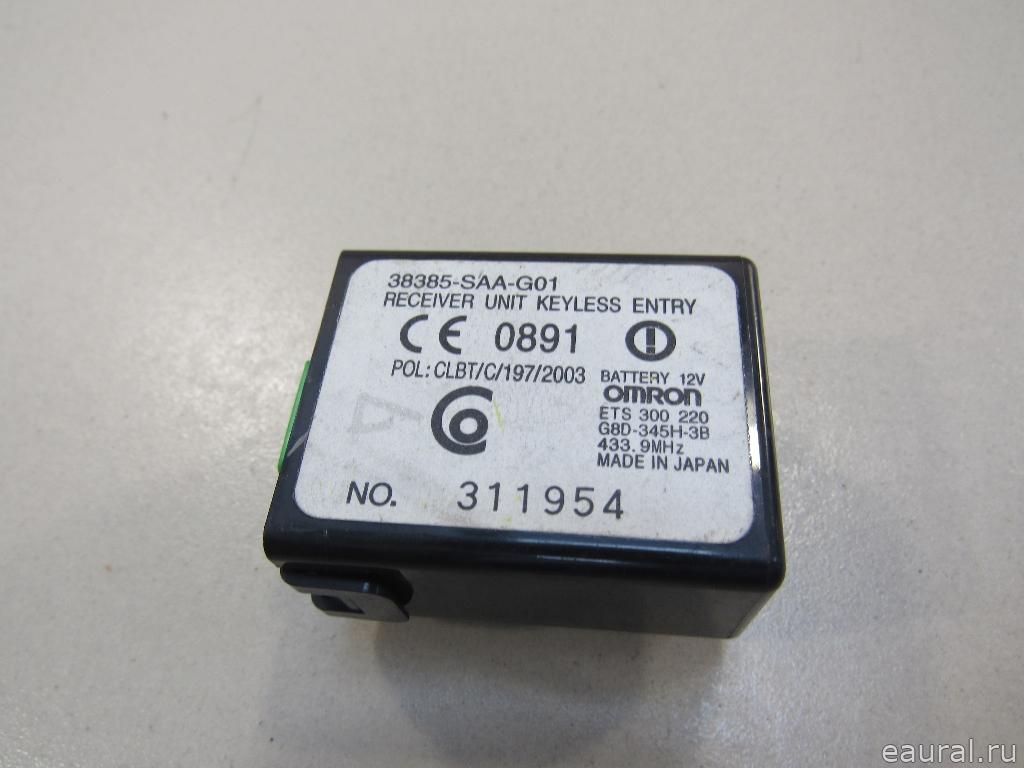 38385-SAA-G01
RECEIVER UNIT KEYLESS ENTRY
CE 0891
POL: CLBT/C/197/2003
BATTERY 12V
OMRON
ETS 300 220
G8D-345H-3B
433.9MHz
MADE IN JAPAN
NO. 311954
eaural.ru